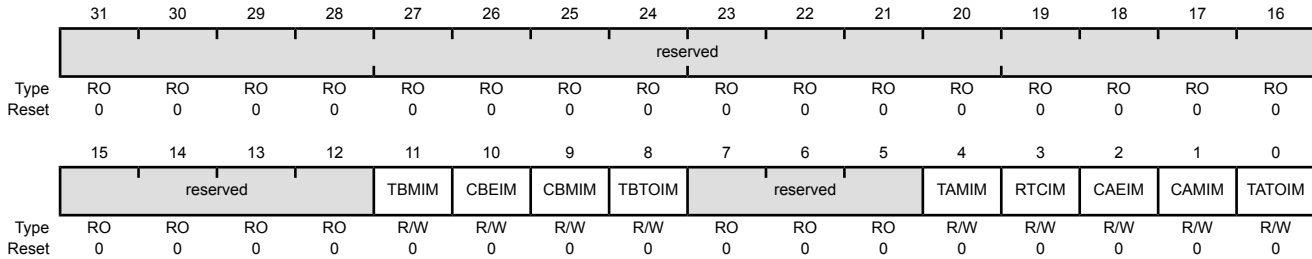 31 30 29 28 27 26 25 24 23 22 21 20 19 18 17 16
reserved
Type RO RO RO RO RO RO RO RO RO RO RO RO RO RO RO RO
Reset 0 0 0 0 0 0 0 0 0 0 0 0 0 0 0 0
15 14 13 12 11 10 9 8 7 6 5 4 3 2 1 0
reserved TBMIM CBEIM CBMIM TBTOIM reserved TAMIM RTCIM CAEIM CAMIM TATOIM
Type RO RO RO RO R/W R/W R/W R/W RO RO RO R/W R/W R/W R/W R/W
Reset 0 0 0 0 0 0 0 0 0 0 0 0 0 0 0 0